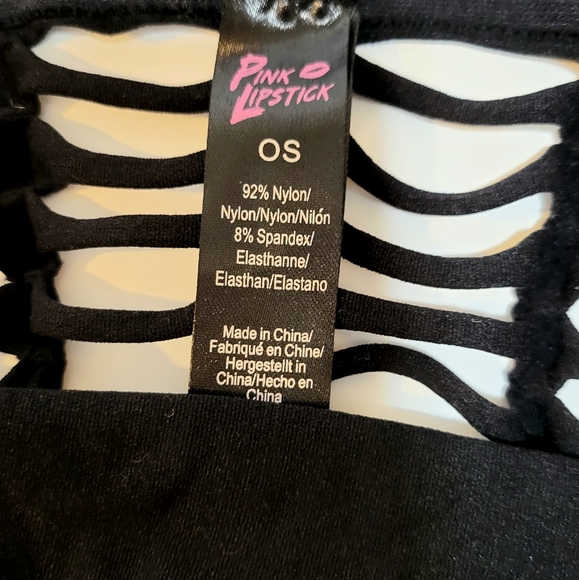 PINK
LIPSTICK
OS
92% Nylon/
Nylon/Nylon/Nilón
8% Spandex/
Elasthanne/
Elasthan/Elastano
Made in China/
Fabriqué en Chine/
Hergestellt in
China/Hecho en
China